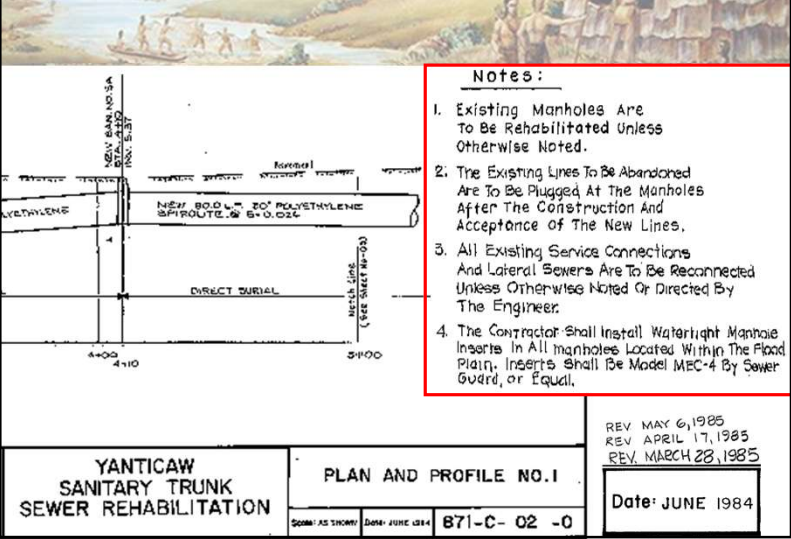 NEW SAN. NO. 5A
STA. 4+10
INV. 5.37
Pavement
NEW 80.0 L.F. 20" POLYETHYLENE
SPIROLITE @ S=0.026
DIRECT BURIAL
Match Line
4+00
4+10
5+00
Notes:
1. Existing Manholes Are
To Be Rehabilitated Unless
Otherwise Noted.
2. The Existing Lines To Be Abandoned
Are To Be Plugged At The Manholes
After The Construction And
Acceptance Of The New Lines.
3. All Existing Service Connections
And Lateral Sewers Are To Be Reconnected
Unless Otherwise Noted Or Directed By
The Engineer.
4. The Contractor Shall Install Watertight Manhole
Inserts In All manholes Located Within The Flood
Plain. Inserts Shall Be Model MEC-4 By Sewer
Guard, or Equal.
REV MAY 6, 1985
REV APRIL 17, 1985
REV. MARCH 28, 1985
Date: JUNE 1984
YANTICAW
SANITARY TRUNK
SEWER REHABILITATION
PLAN AND PROFILE NO.1
Scale: AS SHOWN Date: JUNE 1984 871-C- 02 -0